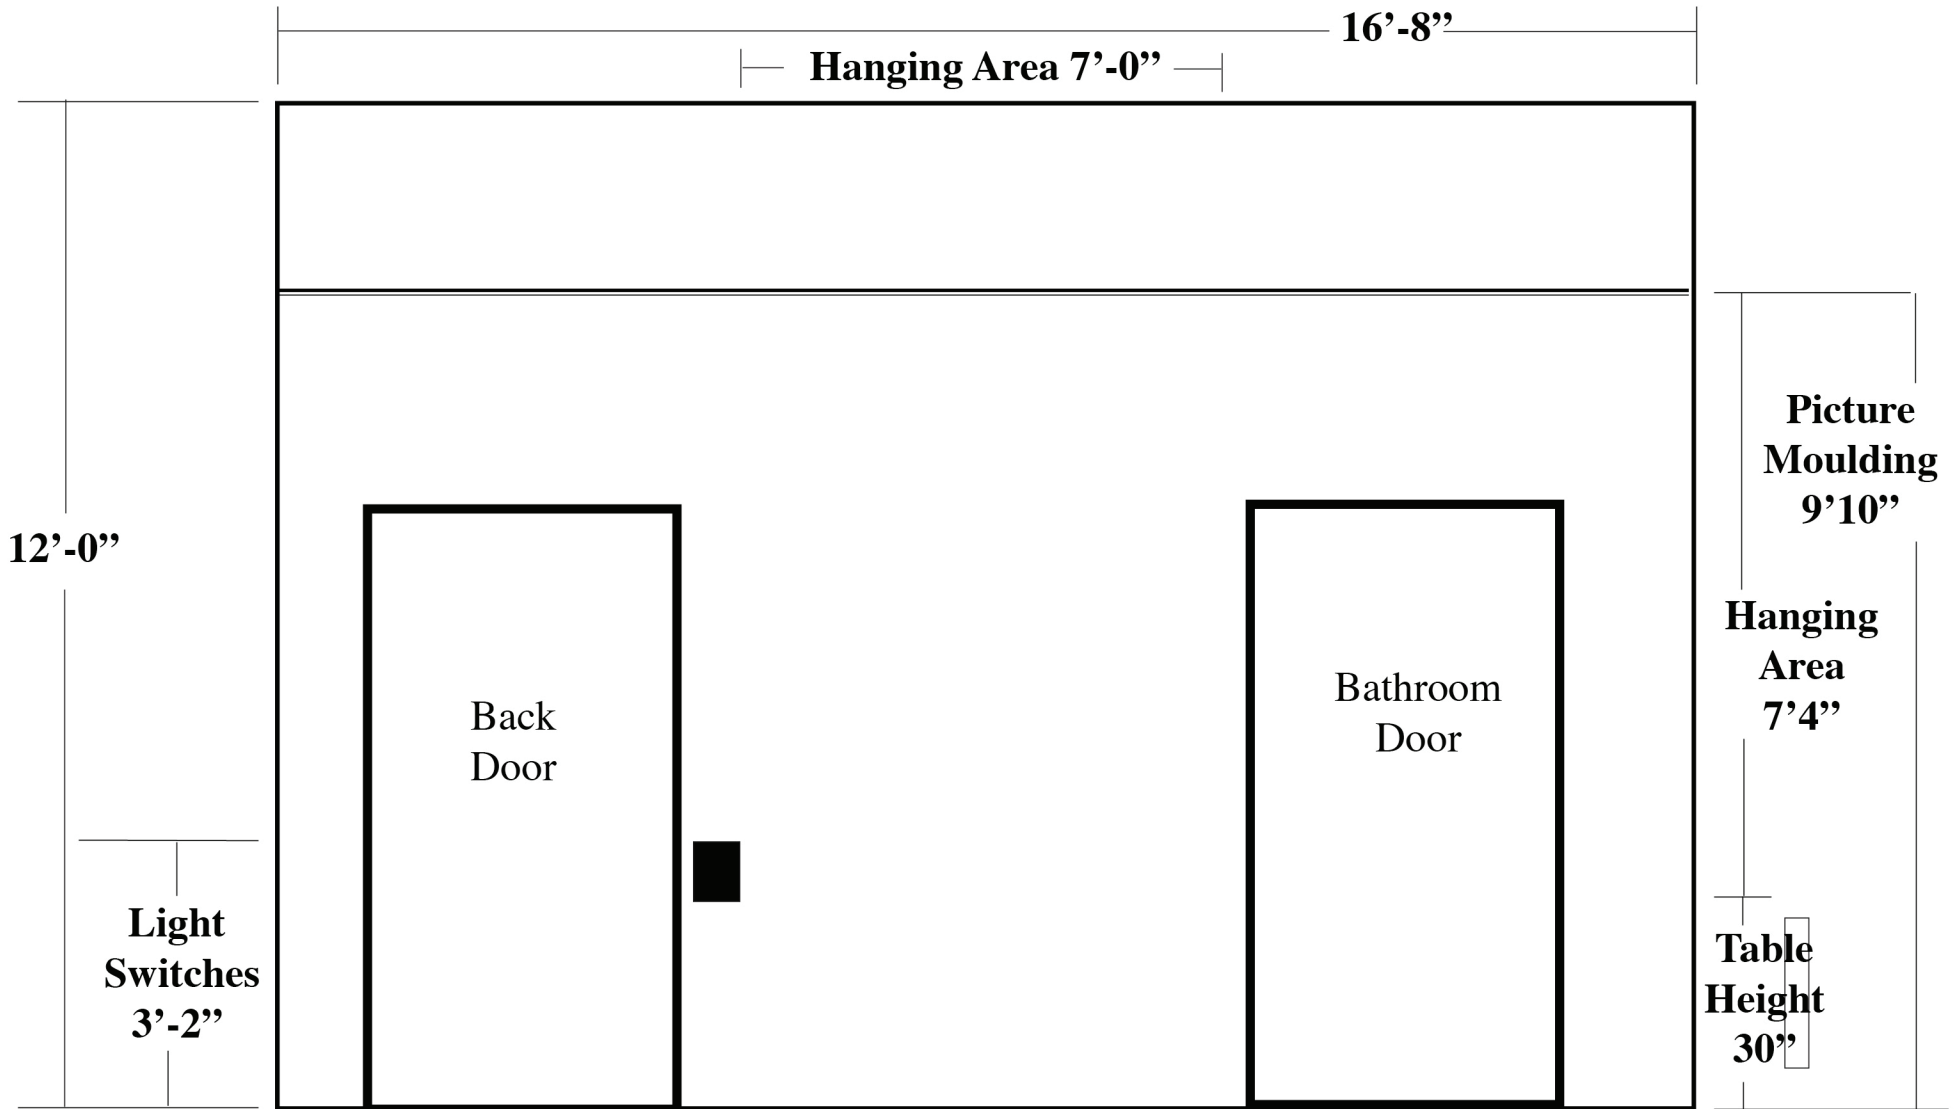 16’-8”
Hanging Area 7’-0”
Picture
Moulding
9’10”
12’-0”
Hanging
Area
7’4”
Back
Door
Bathroom
Door
Light
Switches
3’-2”
Table
Height
30”